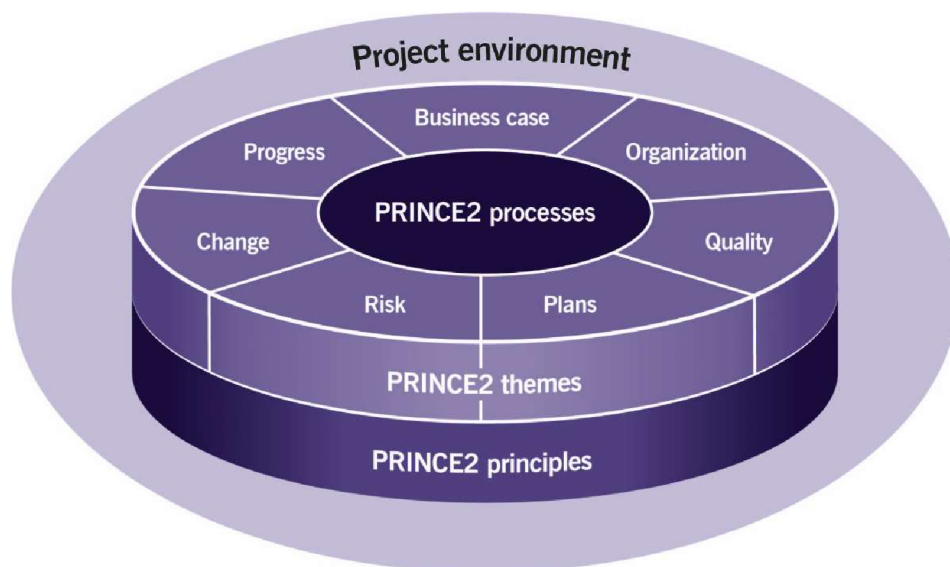 Project environment
Business case
Progress
Organization
PRINCE2 processes
Change
Quality
Risk
Plans
PRINCE2 themes
PRINCE2 principles